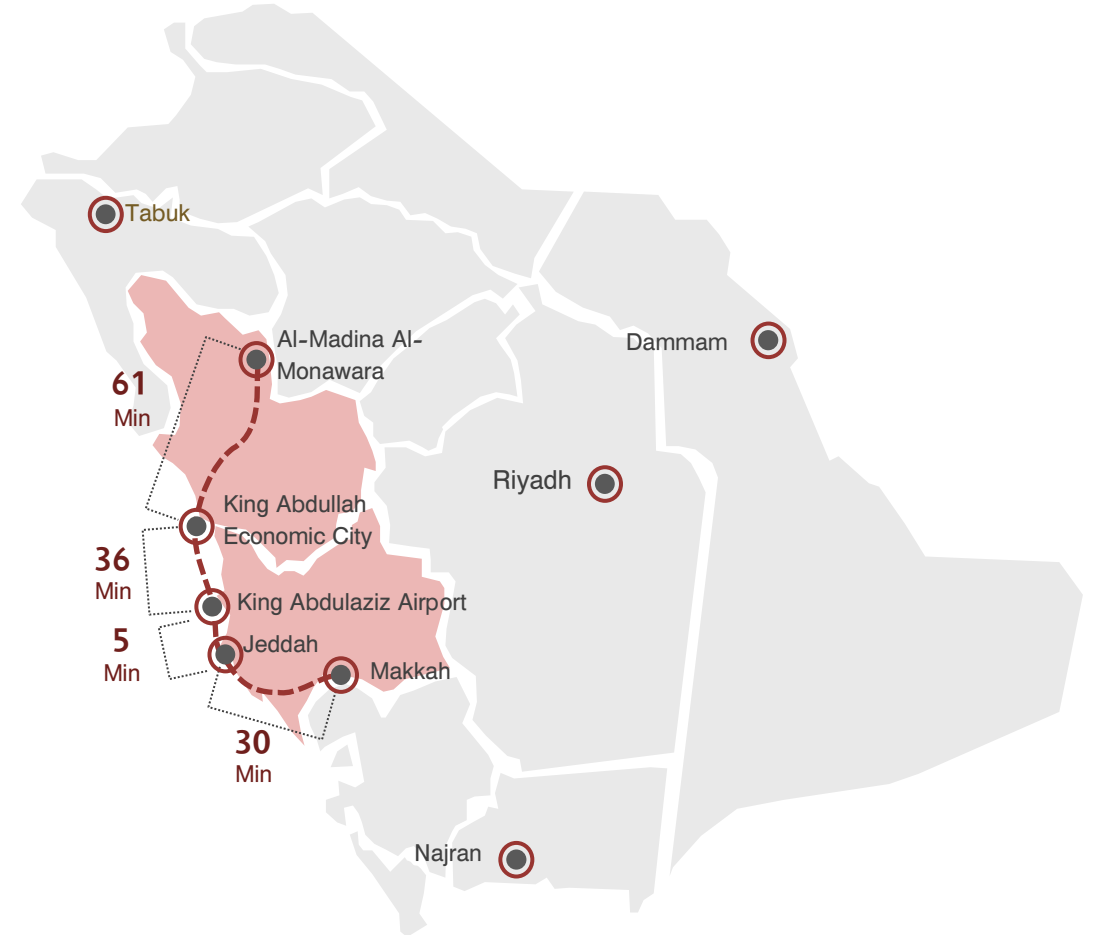 Tabuk
Al-Madina Al-
Monawara
Dammam
61
Min
Riyadh
King Abdullah
Economic City
36
Min
King Abdulaziz Airport
5
Min
Jeddah
Makkah
30
Min
Najran